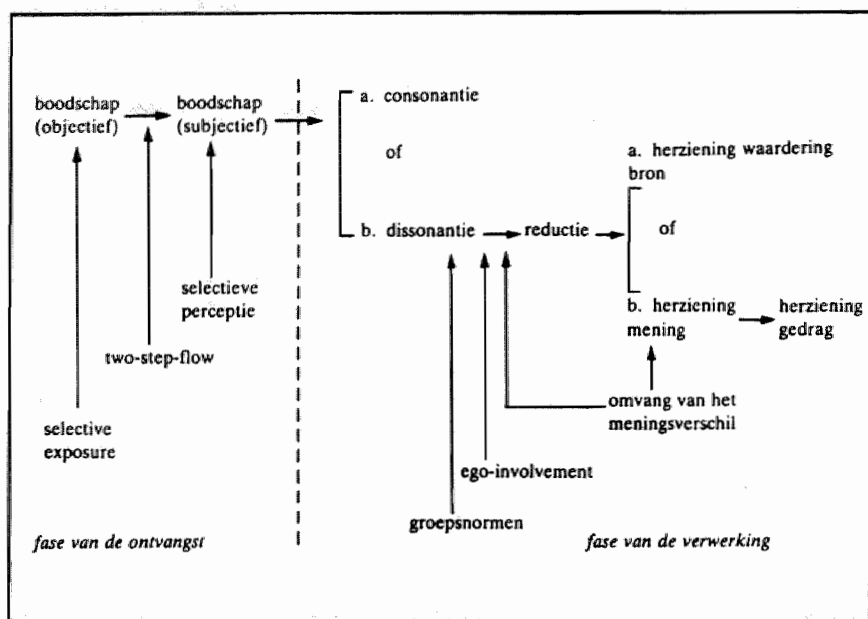 boodschap
(objectief)
boodschap
(subjectief)
a. consonantie
of
b. dissonantie
reductie
a. herziening waardering
bron
of
b. herziening
mening
herziening
gedrag
selectieve
perceptie
two-step-flow
selective
exposure
omvang van het
meningsverschil
ego-involvement
groepsnormen
fase van de ontvangst
fase van de verwerking